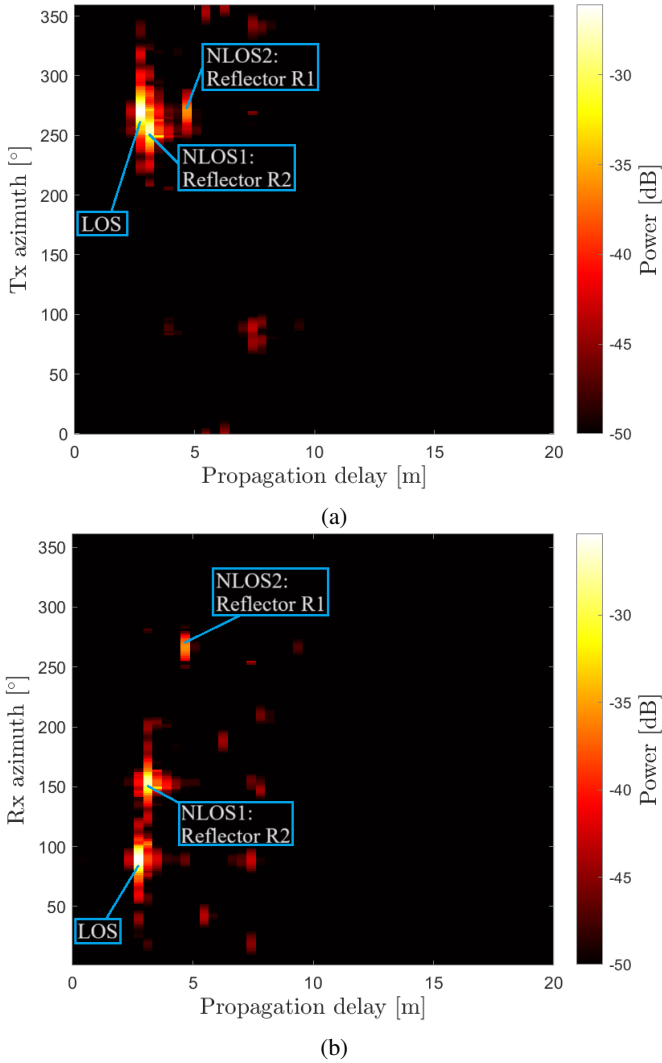 350
300
250
200
150
100
50
0
Tx azimuth [°]
NLOS2:
Reflector R1
NLOS1:
Reflector R2
LOS
0
5
10
15
20
Propagation delay [m]
-30
-35
-40
-45
-50
Power [dB]
(a)
350
300
250
200
150
100
50
Rx azimuth [°]
NLOS2:
Reflector R1
NLOS1:
Reflector R2
LOS
0
5
10
15
20
Propagation delay [m]
-30
-35
-40
-45
-50
Power [dB]
(b)